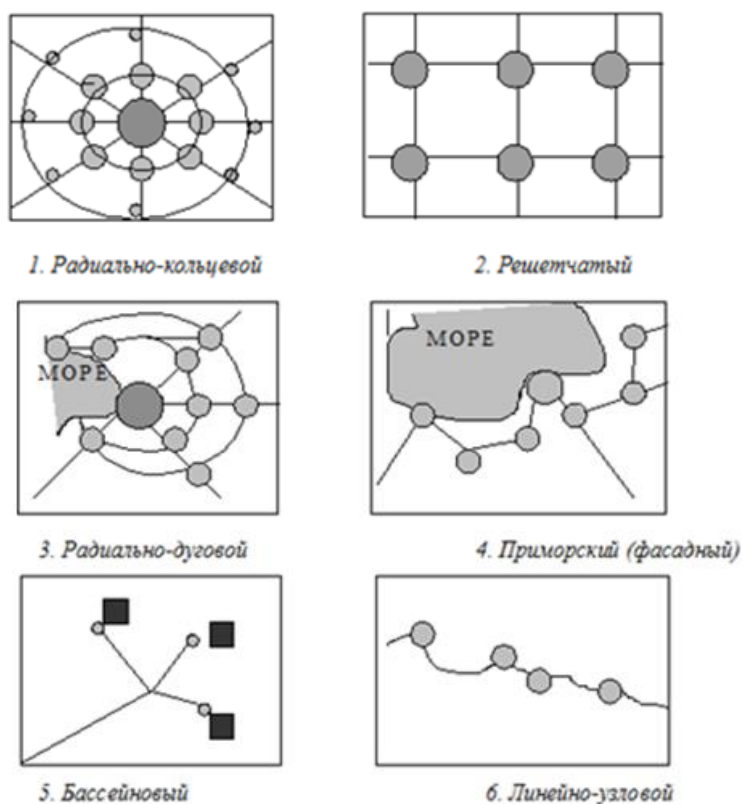 1. Радиально-кольцевой
2. Решетчатый
МОРЕ
МОРЕ
3. Радиально-дуговой
4. Приморский (фасадный)
5. Бассейновый
6. Линейно-узловой